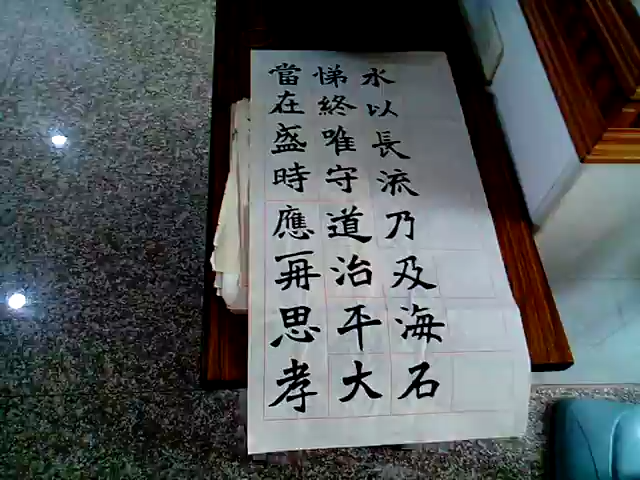 水以長流乃及海石
悌終唯守道治平大
當在盛時應再思孝